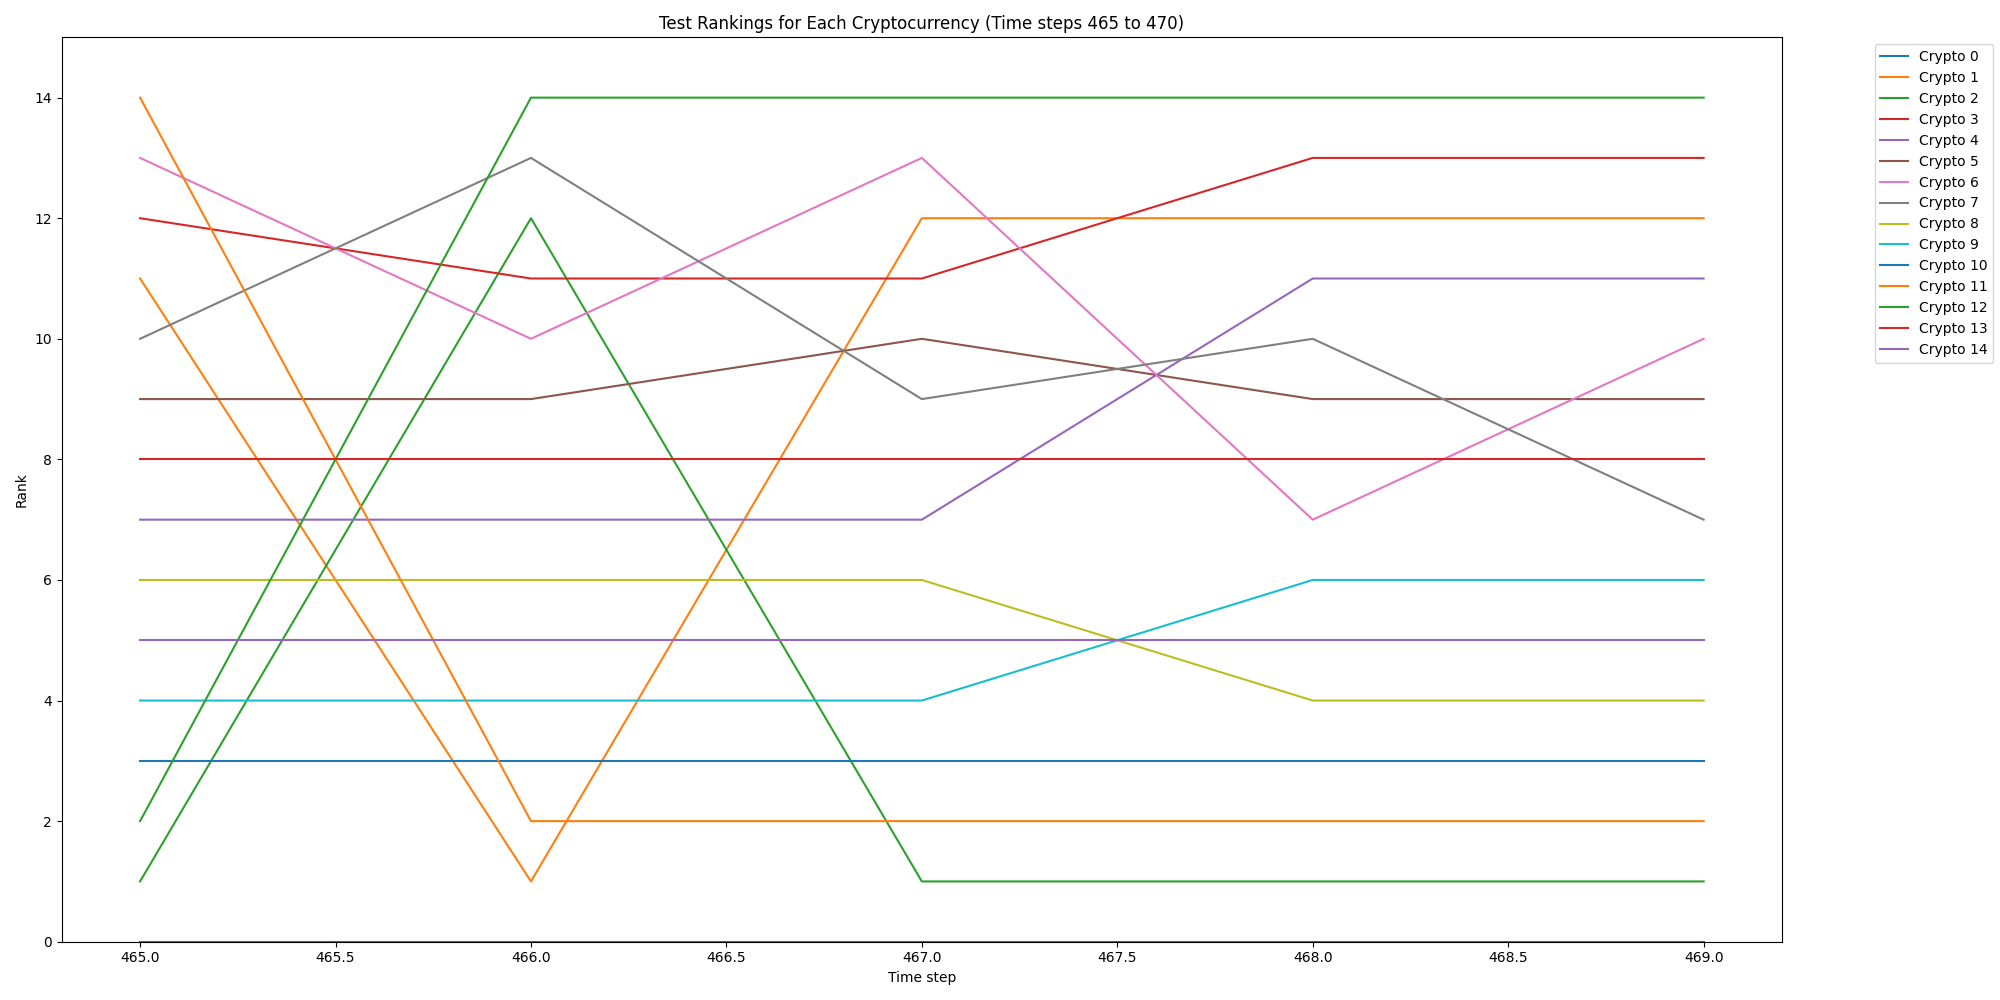 Test Rankings for Each Cryptocurrency (Time steps 465 to 470)
14
12
10
8
6
4
2
0
Rank
465.0 465.5 466.0 466.5 467.0 467.5 468.0 468.5 469.0
Time step
Crypto 0
Crypto 1
Crypto 2
Crypto 3
Crypto 4
Crypto 5
Crypto 6
Crypto 7
Crypto 8
Crypto 9
Crypto 10
Crypto 11
Crypto 12
Crypto 13
Crypto 14